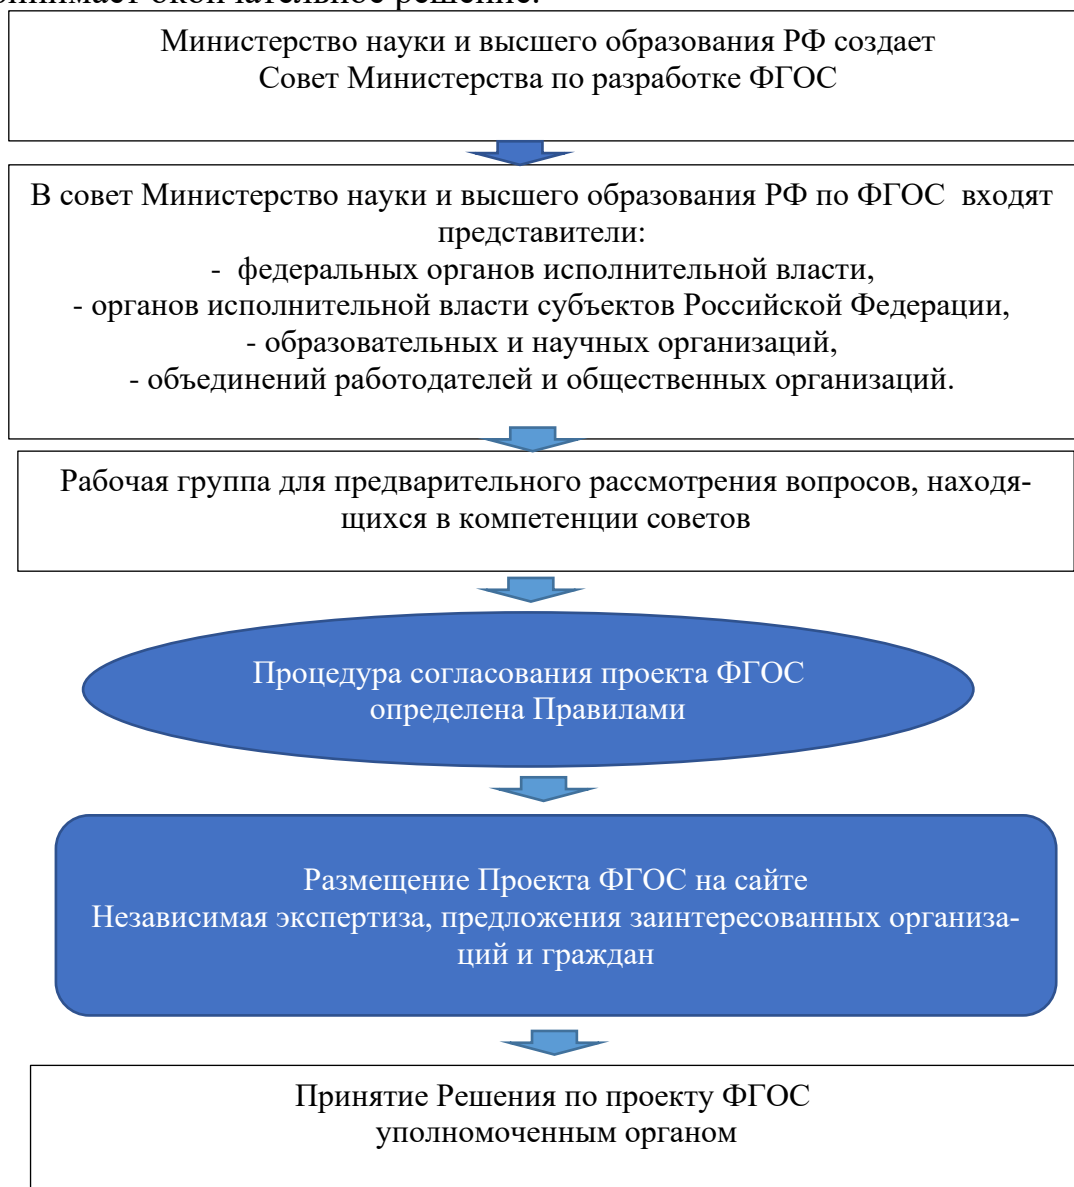 окончательное решение.
Министерство науки и высшего образования РФ создает
Совет Министерства по разработке ФГОС
В совет Министерство науки и высшего образования РФ по ФГОС входят
представители:
- федеральных органов исполнительной власти,
- органов исполнительной власти субъектов Российской Федерации,
- образовательных и научных организаций,
- объединений работодателей и общественных организаций.
Рабочая группа для предварительного рассмотрения вопросов, находя-
щихся в компетенции советов
Процедура согласования проекта ФГОС
определена Правилами
Размещение Проекта ФГОС на сайте
Независимая экспертиза, предложения заинтересованных организа-
ций и граждан
Принятие Решения по проекту ФГОС
уполномоченным органом